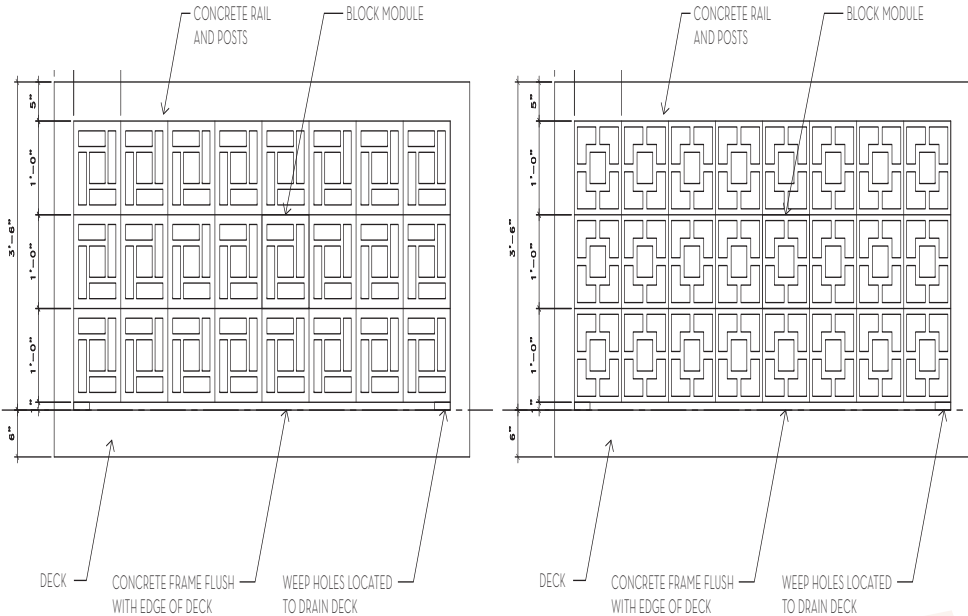 CONCRETE RAIL
AND POSTS
BLOCK MODULE
5"
1'-0"
1'-0"
1'-0"
1"
6"
3'-6"
DECK
CONCRETE FRAME FLUSH
WITH EDGE OF DECK
WEEP HOLES LOCATED
TO DRAIN DECK
CONCRETE RAIL
AND POSTS
BLOCK MODULE
5"
1'-0"
1'-0"
1'-0"
1"
6"
3'-6"
DECK
CONCRETE FRAME FLUSH
WITH EDGE OF DECK
WEEP HOLES LOCATED
TO DRAIN DECK